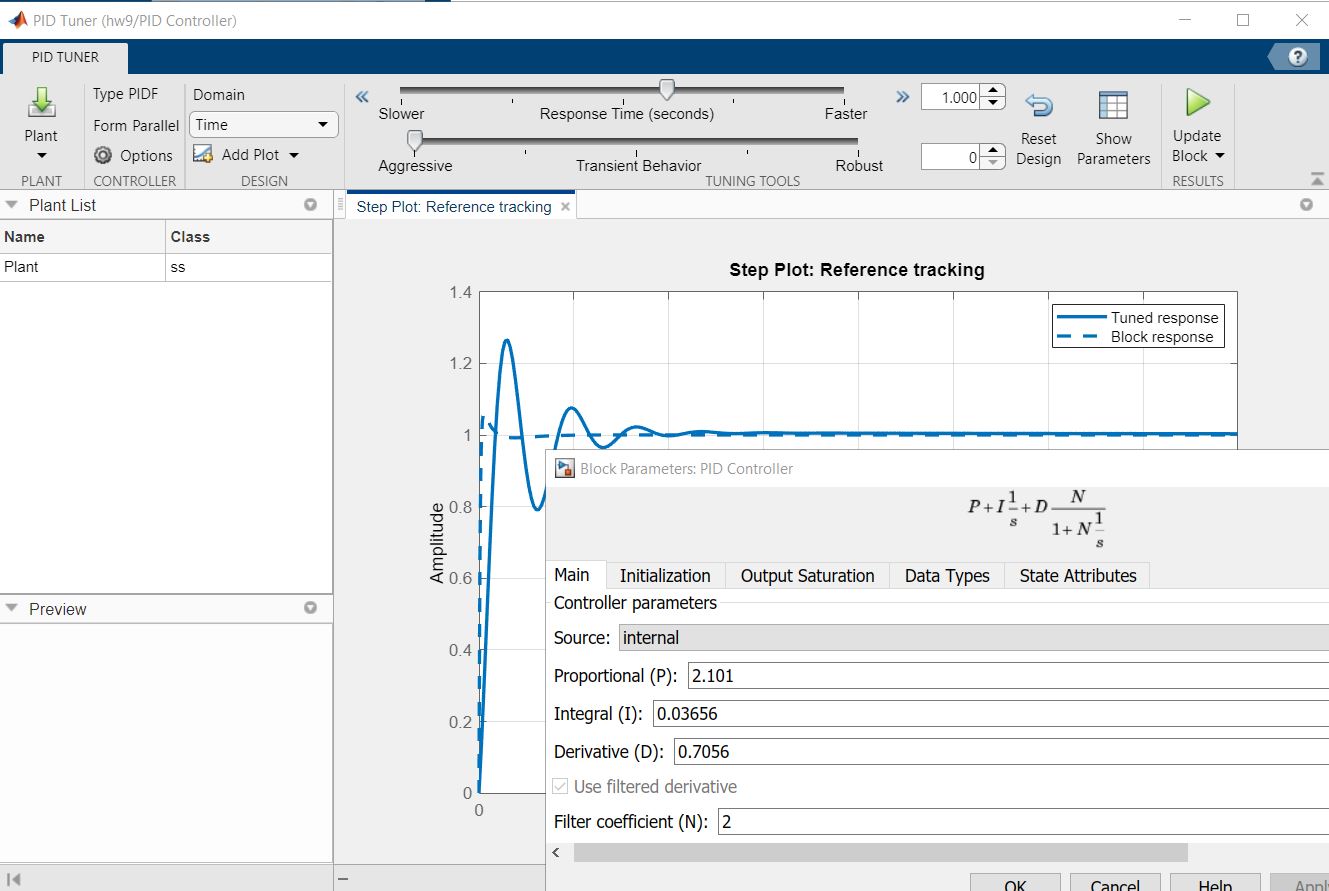 PID Tuner (hw9/PID Controller)
PID TUNER
?
Plant
PLANT
Type PIDF
Form Parallel
Options
CONTROLLER
Domain
Time
Add Plot
DESIGN
Slower
Response Time (seconds)
Faster
1.000
Aggressive
Transient Behavior
Robust
0
TUNING TOOLS
Reset
Design
Show
Parameters
Update
Block
RESULTS
Plant List
Name Class
Plant ss
Preview
Step Plot: Reference tracking
Step Plot: Reference tracking
Tuned response
Block response
Amplitude
1.4
1.2
1
0.8
0.6
0.4
0.2
0
0
Block Parameters: PID Controller
P+I 1/s +D N/(1+N 1/s)
Main Initialization Output Saturation Data Types State Attributes
Controller parameters
Source: internal
Proportional (P): 2.101
Integral (I): 0.03656
Derivative (D): 0.7056
Use filtered derivative
Filter coefficient (N): 2
OK Cancel Help